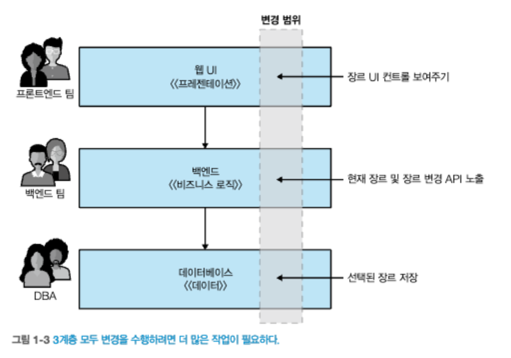 변경 범위
웹 UI
《프레젠테이션》
장르 UI 컨트롤 보여주기
프론트엔드 팀
백엔드
《비즈니스 로직》
현재 장르 및 장르 변경 API 노출
백엔드 팀
데이터베이스
《데이터》
선택된 장르 저장
DBA
그림 1-3 3계층 모두 변경을 수행하려면 더 많은 작업이 필요하다.